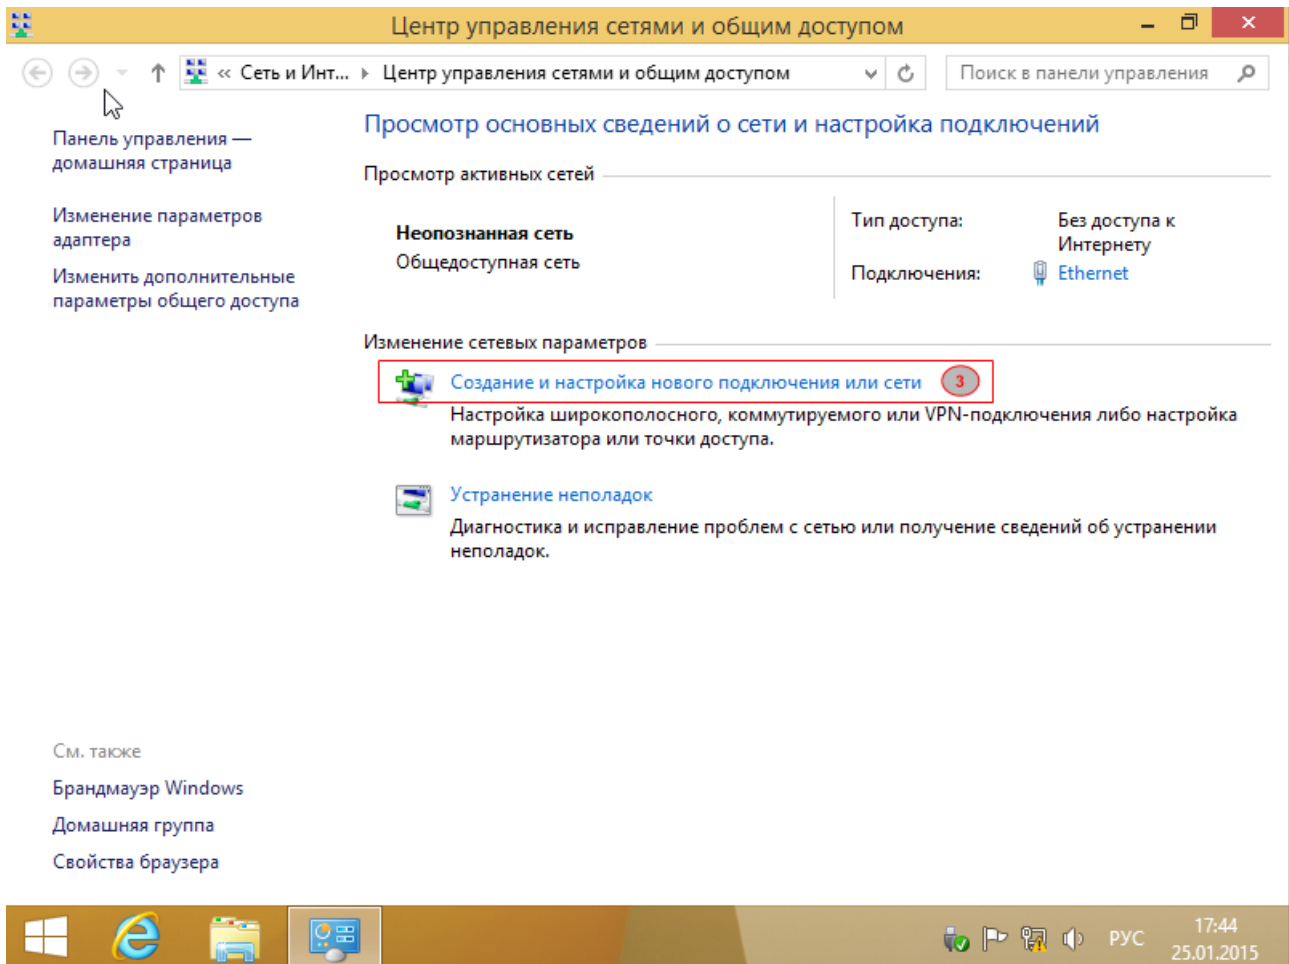 Центр управления сетями и общим доступом
« Сеть и Инт... Центр управления сетями и общим доступом
Поиск в панели управления
Панель управления —
домашняя страница
Изменение параметров
адаптера
Изменить дополнительные
параметры общего доступа
Просмотр основных сведений о сети и настройка подключений
Просмотр активных сетей
Неопознанная сеть
Общедоступная сеть
Тип доступа: Без доступа к
Интернету
Подключения: Ethernet
Изменение сетевых параметров
Создание и настройка нового подключения или сети 3
Настройка широкополосного, коммутируемого или VPN-подключения либо настройка
маршрутизатора или точки доступа.
Устранение неполадок
Диагностика и исправление проблем с сетью или получение сведений об устранении
неполадок.
См. также
Брандмауэр Windows
Домашняя группа
Свойства браузера
РУС
17:44
25.01.2015